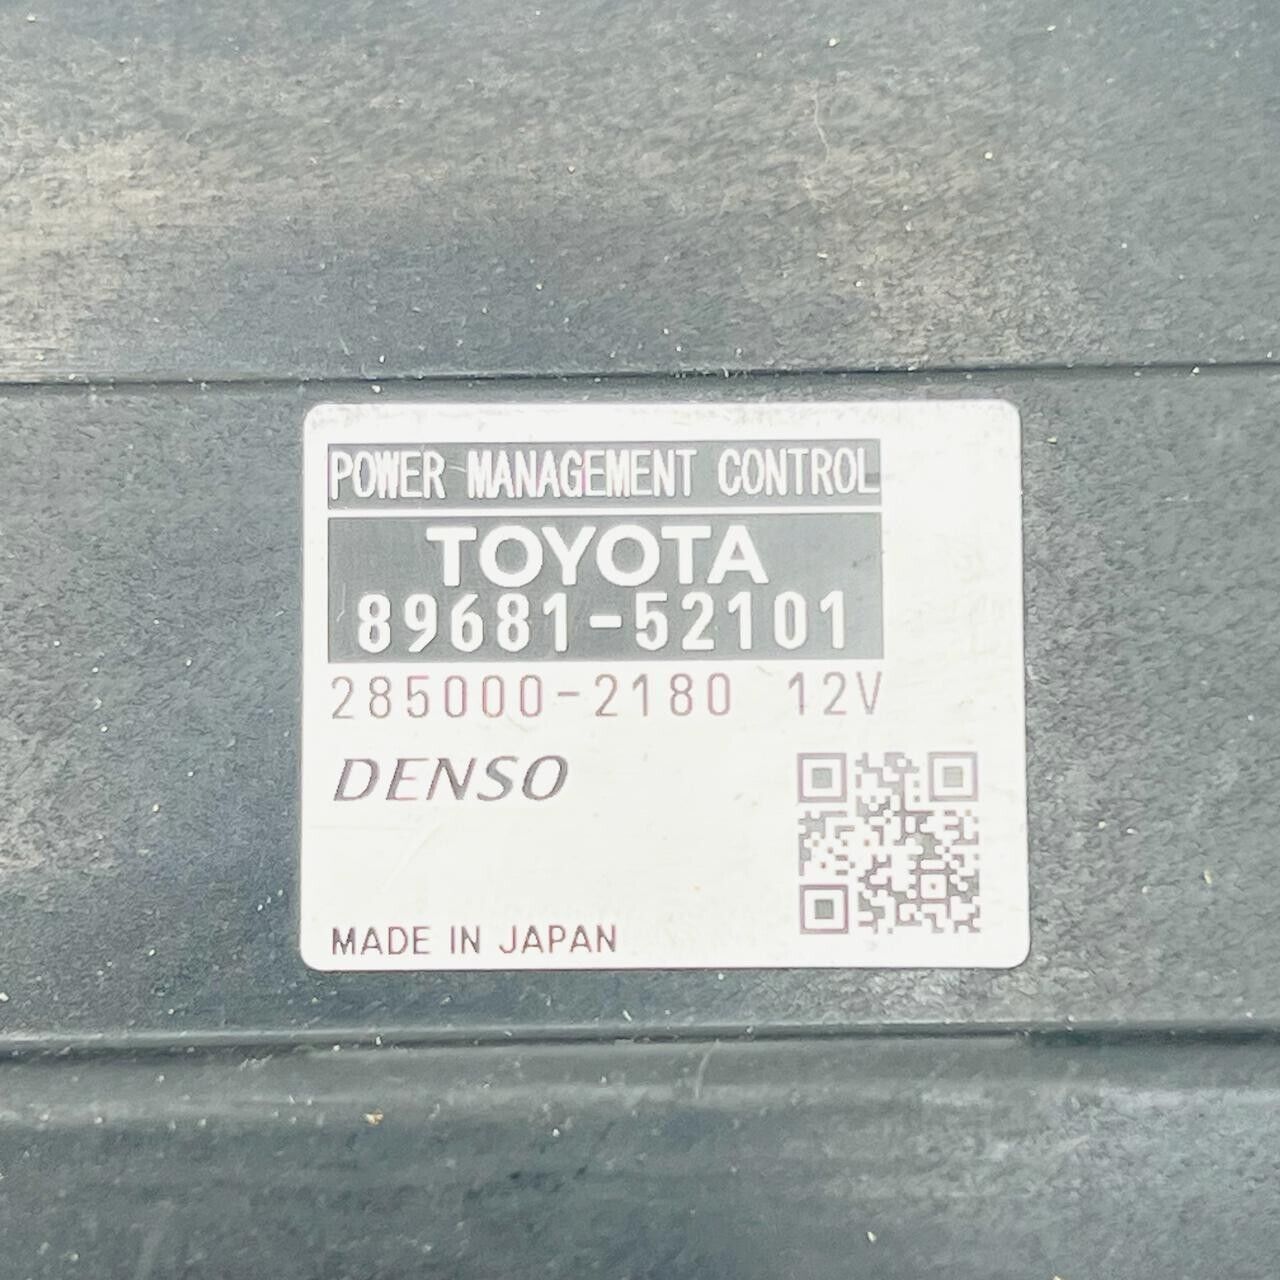 POWER MANAGEMENT CONTROL
TOYOTA
89681-52101
285000-2180 12V
DENSO
MADE IN JAPAN